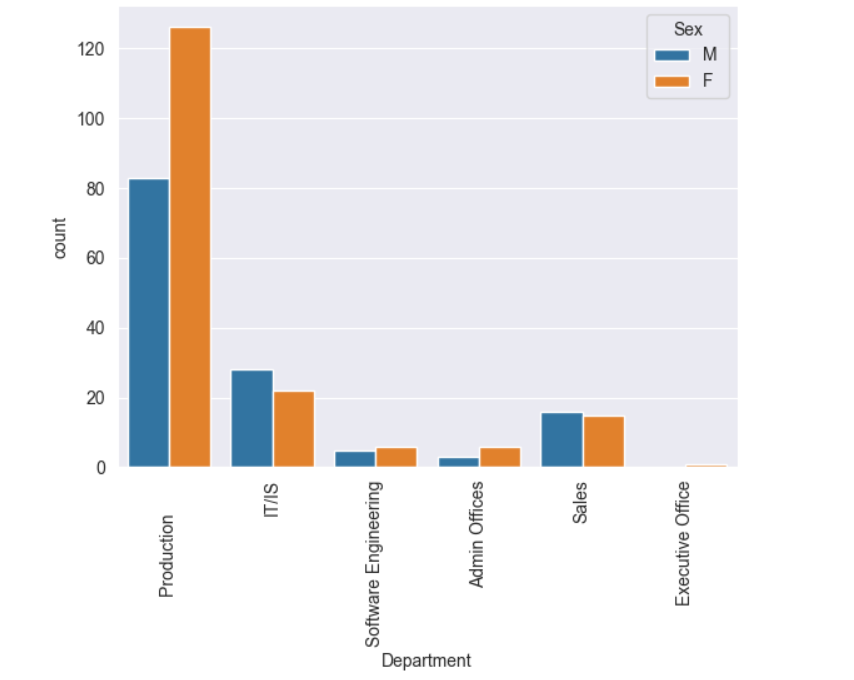 Sex
M
F
120
100
80
60
40
20
0
count
Production
IT/IS
Software Engineering
Admin Offices
Sales
Executive Office
Department